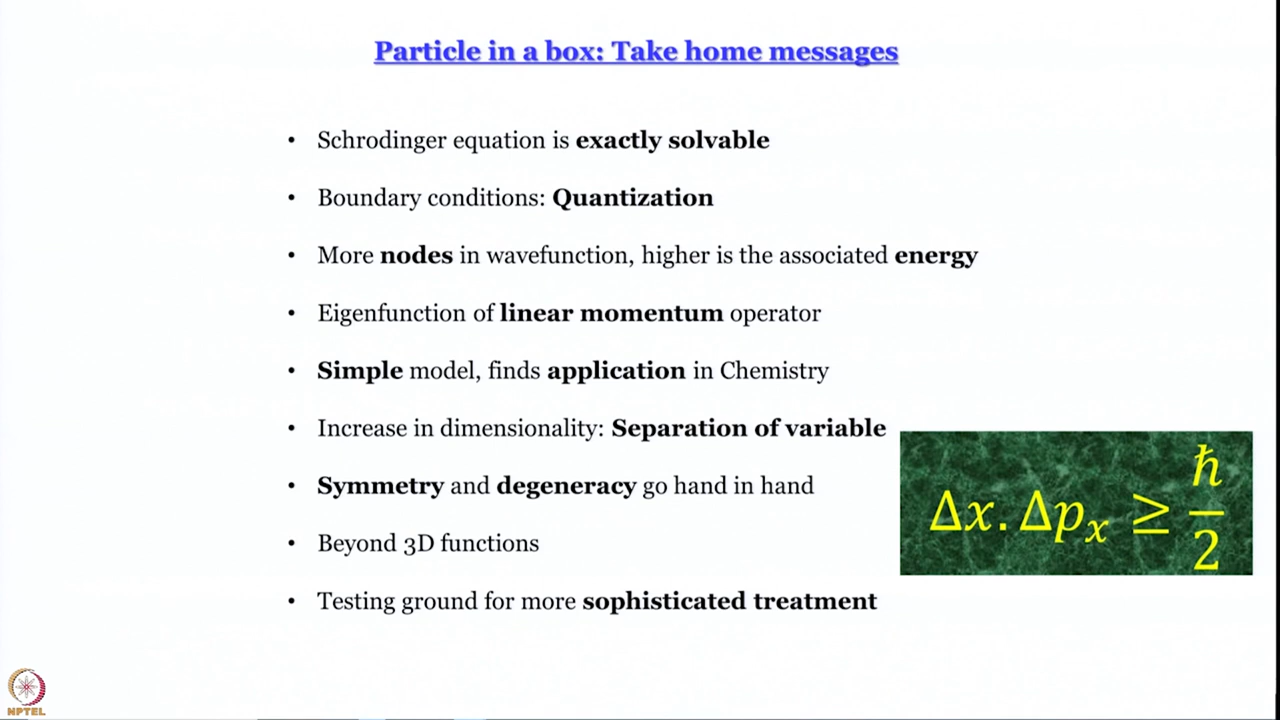 Particle in a box: Take home messages
• Schrodinger equation is exactly solvable
• Boundary conditions: Quantization
• More nodes in wavefunction, higher is the associated energy
• Eigenfunction of linear momentum operator
• Simple model, finds application in Chemistry
• Increase in dimensionality: Separation of variable
• Symmetry and degeneracy go hand in hand
• Beyond 3D functions
• Testing ground for more sophisticated treatment
Δx. Δpₓ ≥ ħ/2
NPTEL